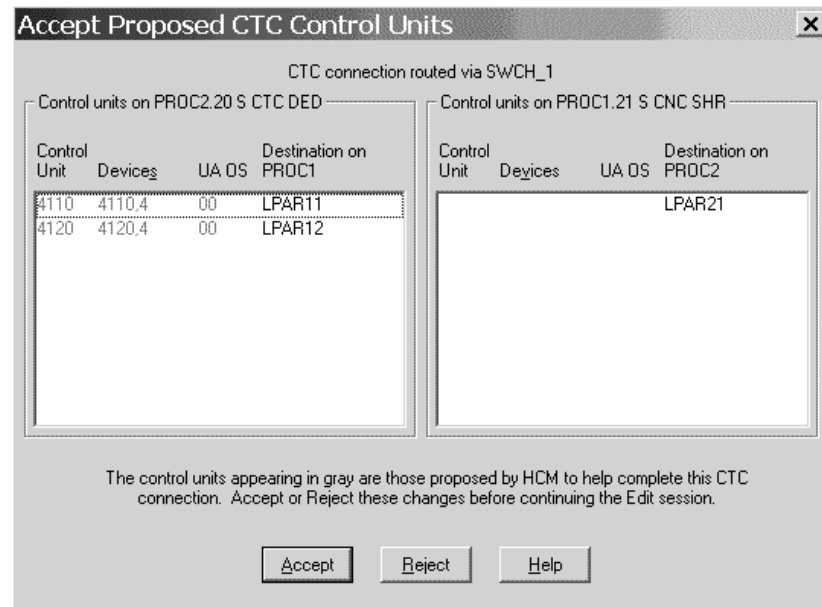 Accept Proposed CTC Control Units
CTC connection routed via SWCH_1
Control units on PROC2.20 S CTC DED
Control Unit Devices UA OS Destination on PROC1
4110 4110,4 00 LPAR11
4120 4120,4 00 LPAR12
Control units on PROC1.21 S CNC SHR
Control Unit Devices UA OS Destination on PROC2
LPAR21
The control units appearing in gray are those proposed by HCM to help complete this CTC
connection. Accept or Reject these changes before continuing the Edit session.
Accept Reject Help